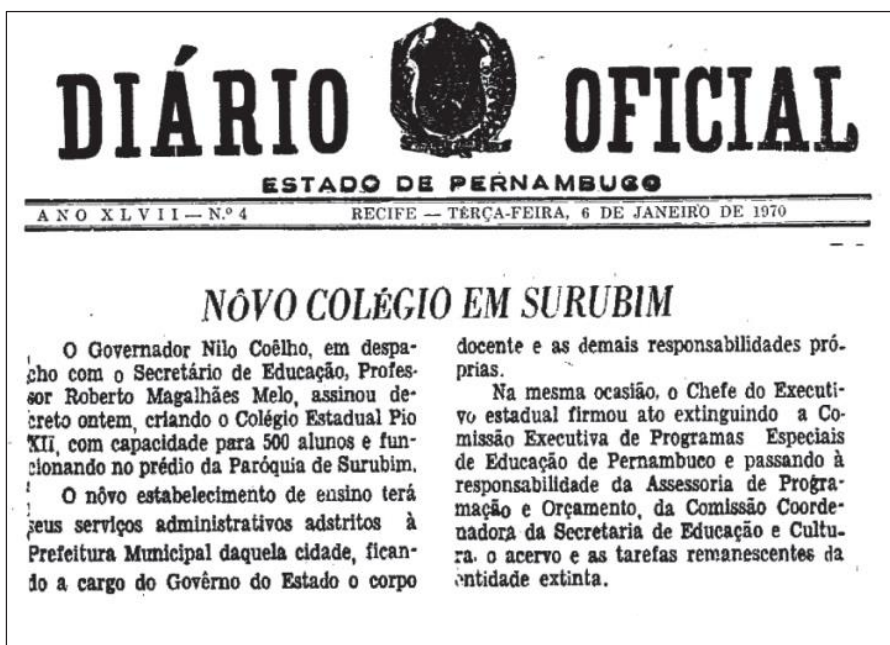 DIÁRIO OFICIAL
ESTADO DE PERNAMBUCO
ANO XLVII — N.º 4 RECIFE — TÊRÇA-FEIRA, 6 DE JANEIRO DE 1970
NÔVO COLÉGIO EM SURUBIM
O Governador Nilo Coêlho, em despa-
cho com o Secretário de Educação, Profes-
sor Roberto Magalhães Melo, assinou de-
creto ontem, criando o Colégio Estadual Pio
XII, com capacidade para 500 alunos e fun-
cionando no prédio da Paróquia de Surubim.
O nôvo estabelecimento de ensino terá
seus serviços administrativos adstritos à
Prefeitura Municipal daquela cidade, fican-
do a cargo do Govêrno do Estado o corpo
docente e as demais responsabilidades pró-
prias.
Na mesma ocasião, o Chefe do Executi-
vo estadual firmou ato extinguindo a Co-
missão Executiva de Programas Especiais
de Educação de Pernambuco e passando à
responsabilidade da Assessoria de Progra-
mação e Orçamento, da Comissão Coorde-
nadora da Secretaria de Educação e Cultu-
ra, o acervo e as tarefas remanescentes da
entidade extinta.